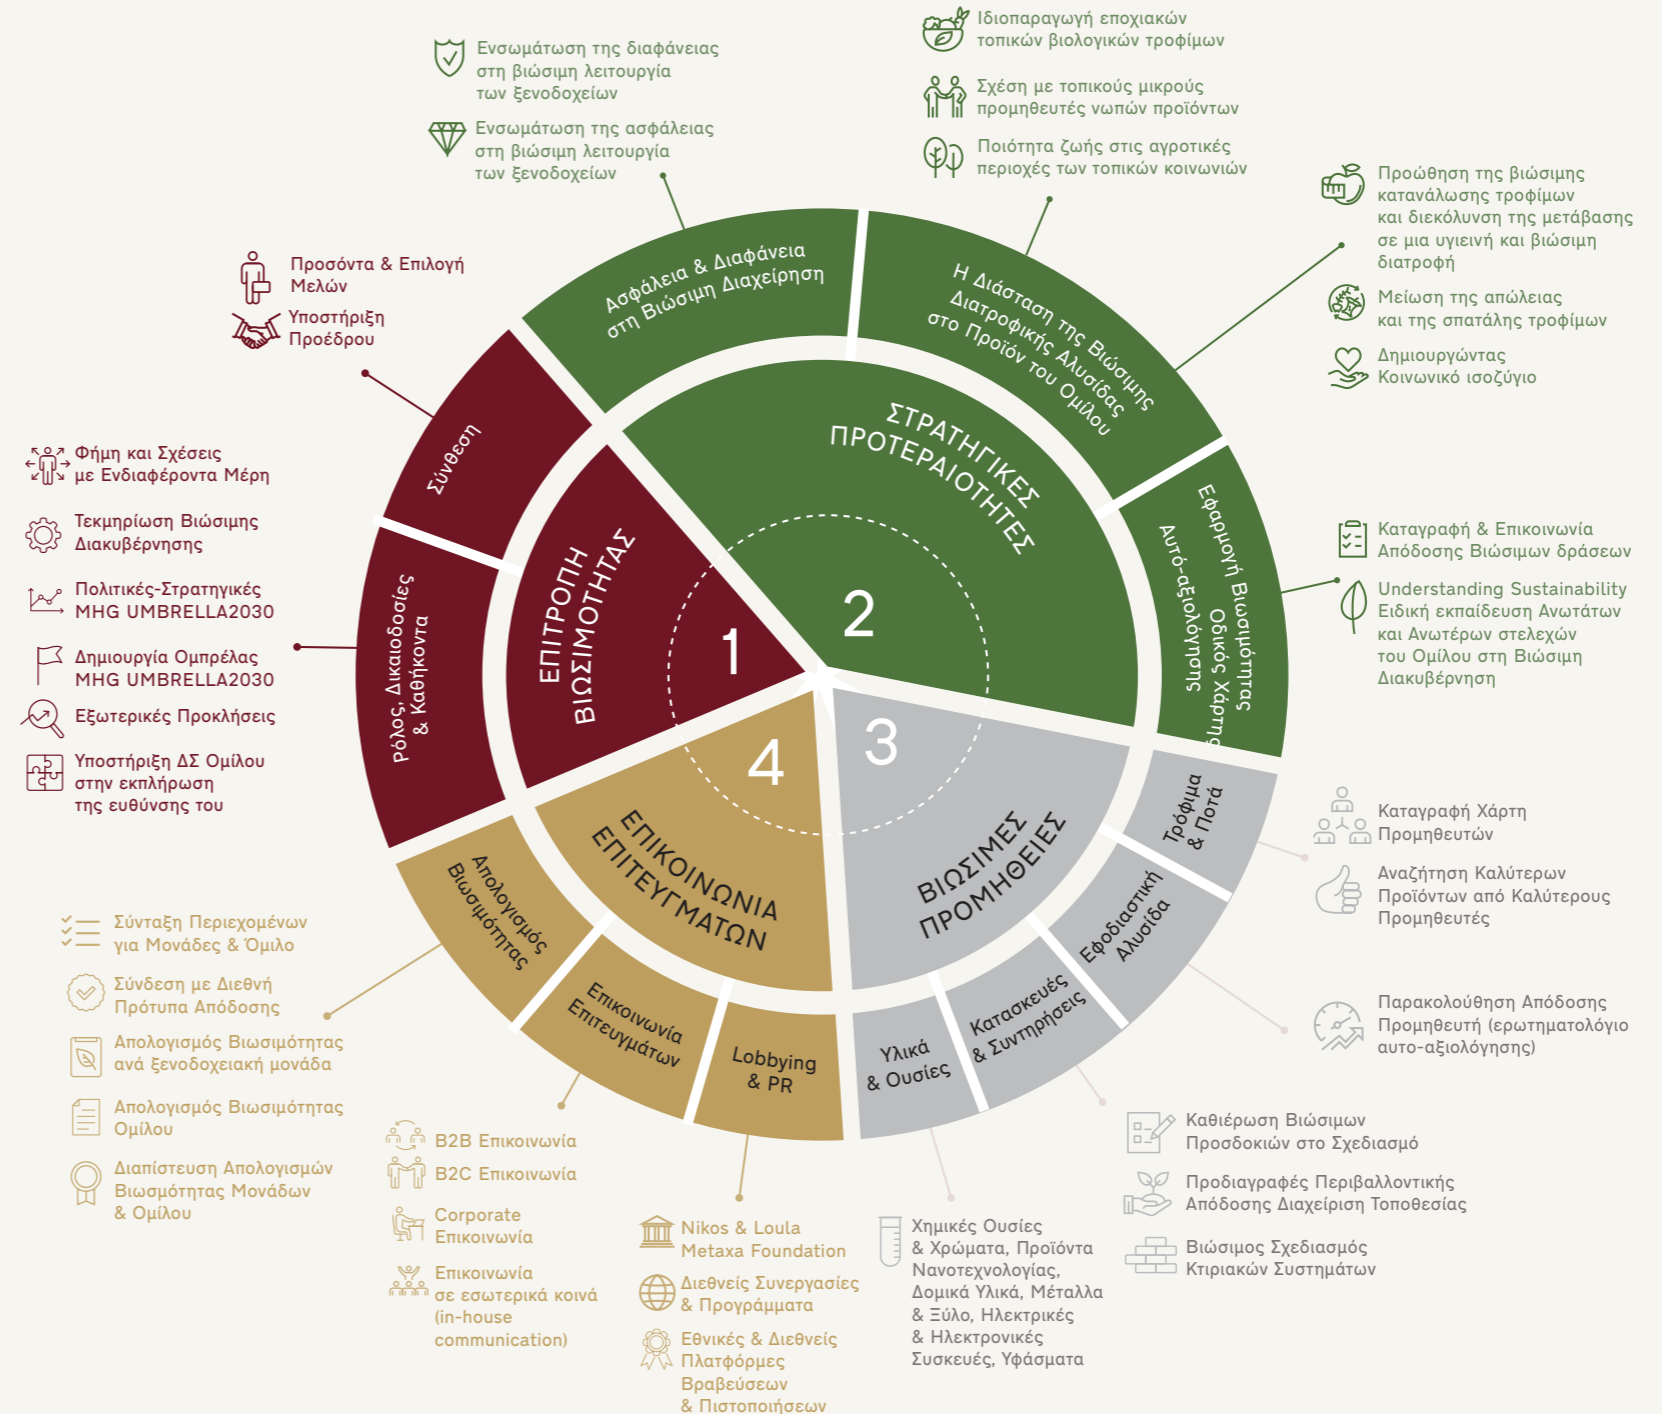 Ενσωμάτωση της διαφάνειας
στη βιώσιμη λειτουργία
των ξενοδοχείων
Ενσωμάτωση της ασφάλειας
στη βιώσιμη λειτουργία
των ξενοδοχείων
Ιδιοπαραγωγή εποχιακών
τοπικών βιολογικών τροφίμων
Σχέση με τοπικούς μικρούς
προμηθευτές νωπών προϊόντων
Ποιότητα ζωής στις αγροτικές
περιοχές των τοπικών κοινωνιών
Προώθηση της βιώσιμης
κατανάλωσης τροφίμων
και διεκόλυνση της μετάβασης
σε μια υγιεινή και βιώσιμη
διατροφή
Μείωση της απώλειας
και της σπατάλης τροφίμων
Δημιουργώντας
Κοινωνικό ισοζύγιο
Προσόντα & Επιλογή
Μελών
Υποστήριξη
Προέδρου
Φήμη και Σχέσεις
με Ενδιαφέροντα Μέρη
Τεκμηρίωση Βιώσιμης
Διακυβέρνησης
Πολιτικές-Στρατηγικές
MHG UMBRELLA2030
Δημιουργία Ομπρέλας
MHG UMBRELLA2030
Εξωτερικές Προκλήσεις
Υποστήριξη ΔΣ Ομίλου
στην εκπλήρωση
της ευθύνσης του
Ασφάλεια & Διαφάνεια
στη Βιώσιμη Διαχείρηση
Η Διάσταση της Βιώσιμης
Διατροφικής Αλυσίδας
στο Προϊόν του Ομίλου
Εφαρμογή Βιωσιμότητας
Οδικός Χάρτης
Αυτό-αξιολόγησης
Σύνθεση
Ρόλος, Δικαιοδοσίες
& Καθήκοντα
ΕΠΙΤΡΟΠΗ
ΒΙΩΣΙΜΟΤΗΤΑΣ
1
ΣΤΡΑΤΗΓΙΚΕΣ
ΠΡΟΤΕΡΑΙΟΤΗΤΕΣ
2
3
ΒΙΩΣΙΜΕΣ
ΠΡΟΜΗΘΕΙΕΣ
4
ΕΠΙΚΟΙΝΩΝΙΑ
ΕΠΙΤΕΥΓΜΑΤΩΝ
Καταγραφή & Επικοινωνία
Απόδοσης Βιώσιμων δράσεων
Understanding Sustainability
Ειδική εκπαίδευση Ανωτάτων
και Ανωτέρων στελεχών
του Ομίλου στη Βιώσιμη
Διακυβέρνηση
Τρόφιμα
& Ποτά
Εφοδιαστική
Αλυσίδα
Κατασκευές
& Συντηρήσεις
Υλικά
& Ουσίες
Lobbying
& PR
Επικοινωνία
Επιτευγμάτων
Απολογισμός
Βιωσιμότητας
Καταγραφή Χάρτη
Προμηθευτών
Αναζήτηση Καλύτερων
Προϊόντων από Καλύτερους
Προμηθευτές
Παρακολούθηση Απόδοσης
Προμηθευτή (ερωτηματολόγιο
αυτο-αξιολόγησης)
Καθιέρωση Βιώσιμων
Προσδοκιών στο Σχεδιασμό
Προδιαγραφές Περιβαλλοντικής
Απόδοσης Διαχείριση Τοποθεσίας
Βιώσιμος Σχεδιασμός
Κτιριακών Συστημάτων
Χημικές Ουσίες
& Χρώματα, Προϊόντα
Νανοτεχνολογίας,
Δομικά Υλικά, Μέταλλα
& Ξύλο, Ηλεκτρικές
& Ηλεκτρονικές
Συσκευές, Υφάσματα
Nikos & Loula
Metaxa Foundation
Διεθνείς Συνεργασίες
& Προγράμματα
Εθνικές & Διεθνείς
Πλατφόρμες
Βραβεύσεων
& Πιστοποιήσεων
B2B Επικοινωνία
B2C Επικοινωνία
Corporate
Επικοινωνία
Επικοινωνία
σε εσωτερικά κοινά
(in-house
communication)
Σύνταξη Περιεχομένων
για Μονάδες & Όμιλο
Σύνδεση με Διεθνή
Πρότυπα Απόδοσης
Απολογισμός Βιωσιμότητας
ανά ξενοδοχειακή μονάδα
Απολογισμός Βιωσιμότητας
Ομίλου
Διαπίστευση Απολογισμών
Βιωσμότητας Μονάδων
& Ομίλου